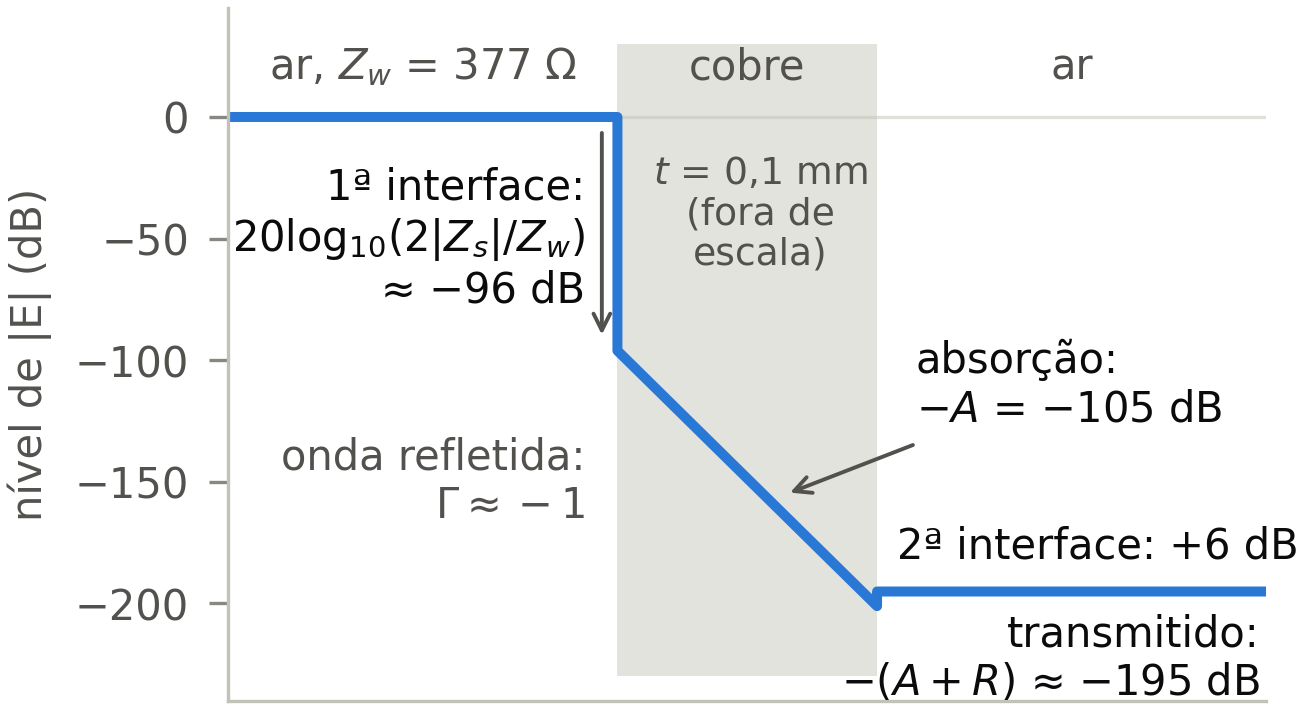 ar, Z_w = 377 Ω
cobre
ar
nível de |E| (dB)
0
−50
−100
−150
−200
1ª interface:
20log₁₀(2|Z_s|/Z_w)
≈ −96 dB
t = 0,1 mm
(fora de
escala)
absorção:
−A = −105 dB
onda refletida:
Γ ≈ −1
2ª interface: +6 dB
transmitido:
−(A + R) ≈ −195 dB